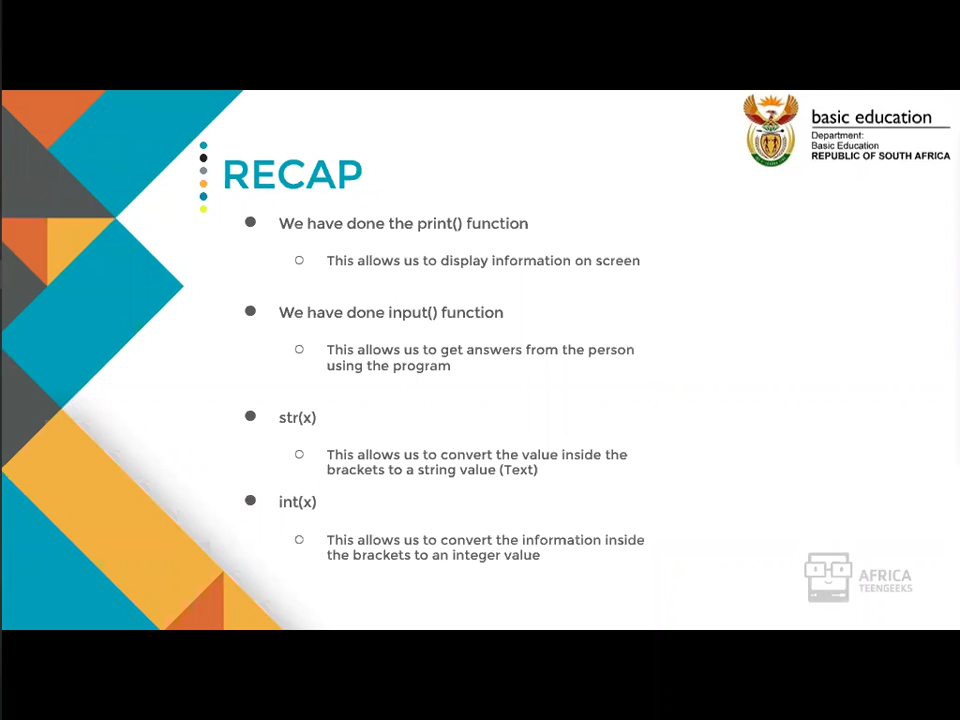 basic education
Department:
Basic Education
REPUBLIC OF SOUTH AFRICA
RECAP
● We have done the print() function
○ This allows us to display information on screen
● We have done input() function
○ This allows us to get answers from the person
using the program
● str(x)
○ This allows us to convert the value inside the
brackets to a string value (Text)
● int(x)
○ This allows us to convert the information inside
the brackets to an integer value
AFRICA
TEENGEEKS